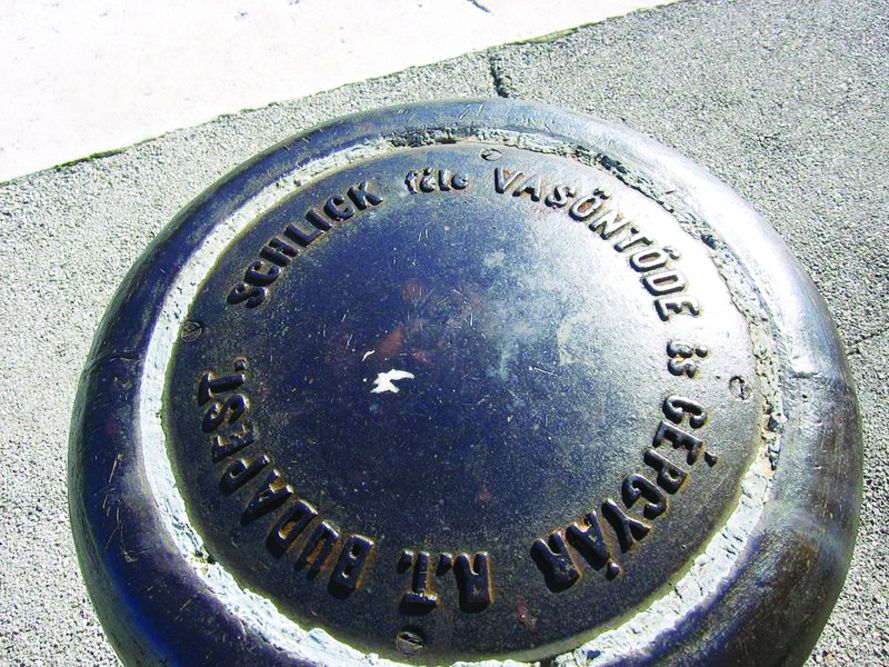 SCHLICK féle VASÖNTÖDE és GÉPGYÁR R.T. BUDAPEST.